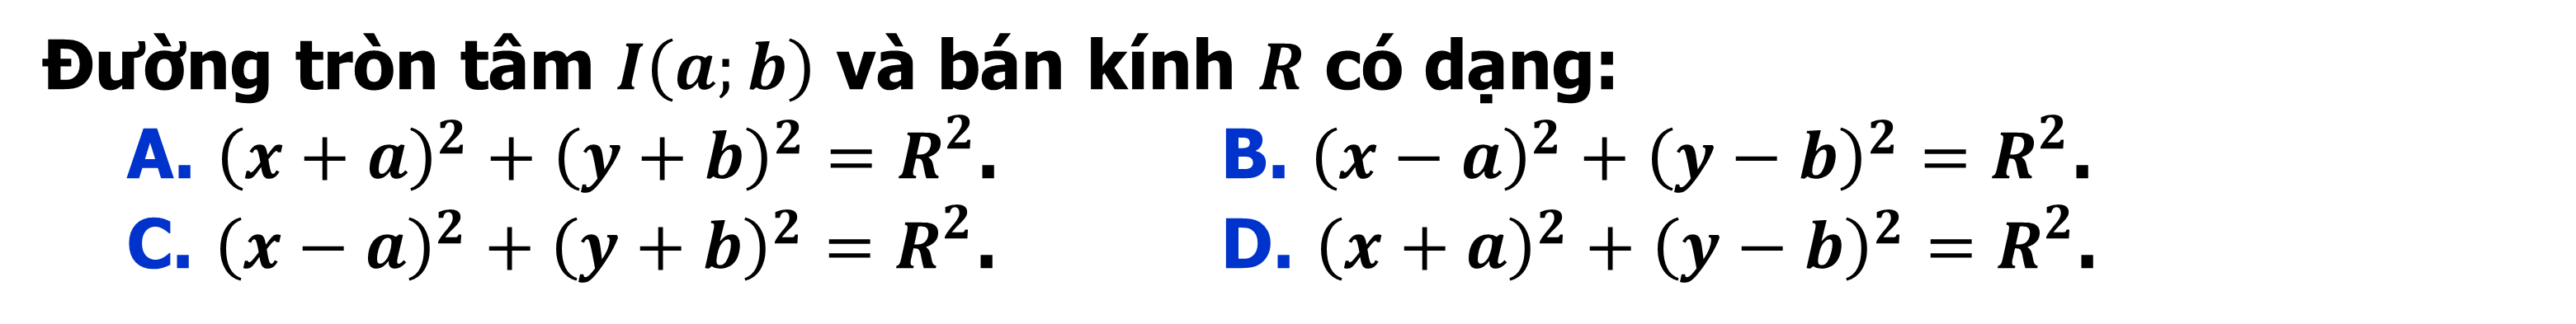 Đường tròn tâm I(a; b) và bán kính R có dạng:
A. (x + a)² + (y + b)² = R². B. (x − a)² + (y − b)² = R².
C. (x − a)² + (y + b)² = R². D. (x + a)² + (y − b)² = R².